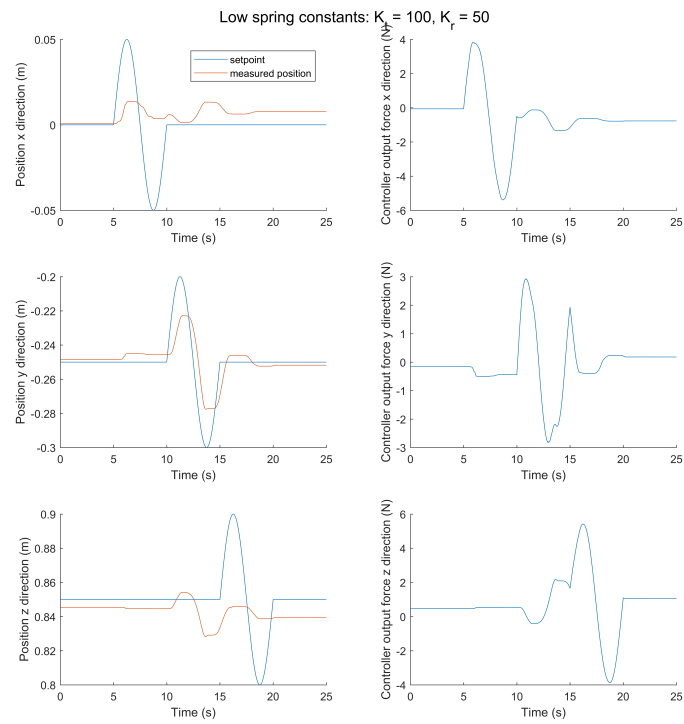 Low spring constants: K_t = 100, K_r = 50
Position x direction (m)
0.05
0
-0.05
setpoint
measured position
0 5 10 15 20 25
Time (s)
Controller output force x direction (N)
4
2
0
-2
-4
-6
0 5 10 15 20 25
Time (s)
Position y direction (m)
-0.2
-0.22
-0.24
-0.26
-0.28
-0.3
0 5 10 15 20 25
Time (s)
Controller output force y direction (N)
3
2
1
0
-1
-2
-3
0 5 10 15 20 25
Time (s)
Position z direction (m)
0.9
0.88
0.86
0.84
0.82
0.8
0 5 10 15 20 25
Time (s)
Controller output force z direction (N)
6
4
2
0
-2
-4
0 5 10 15 20 25
Time (s)